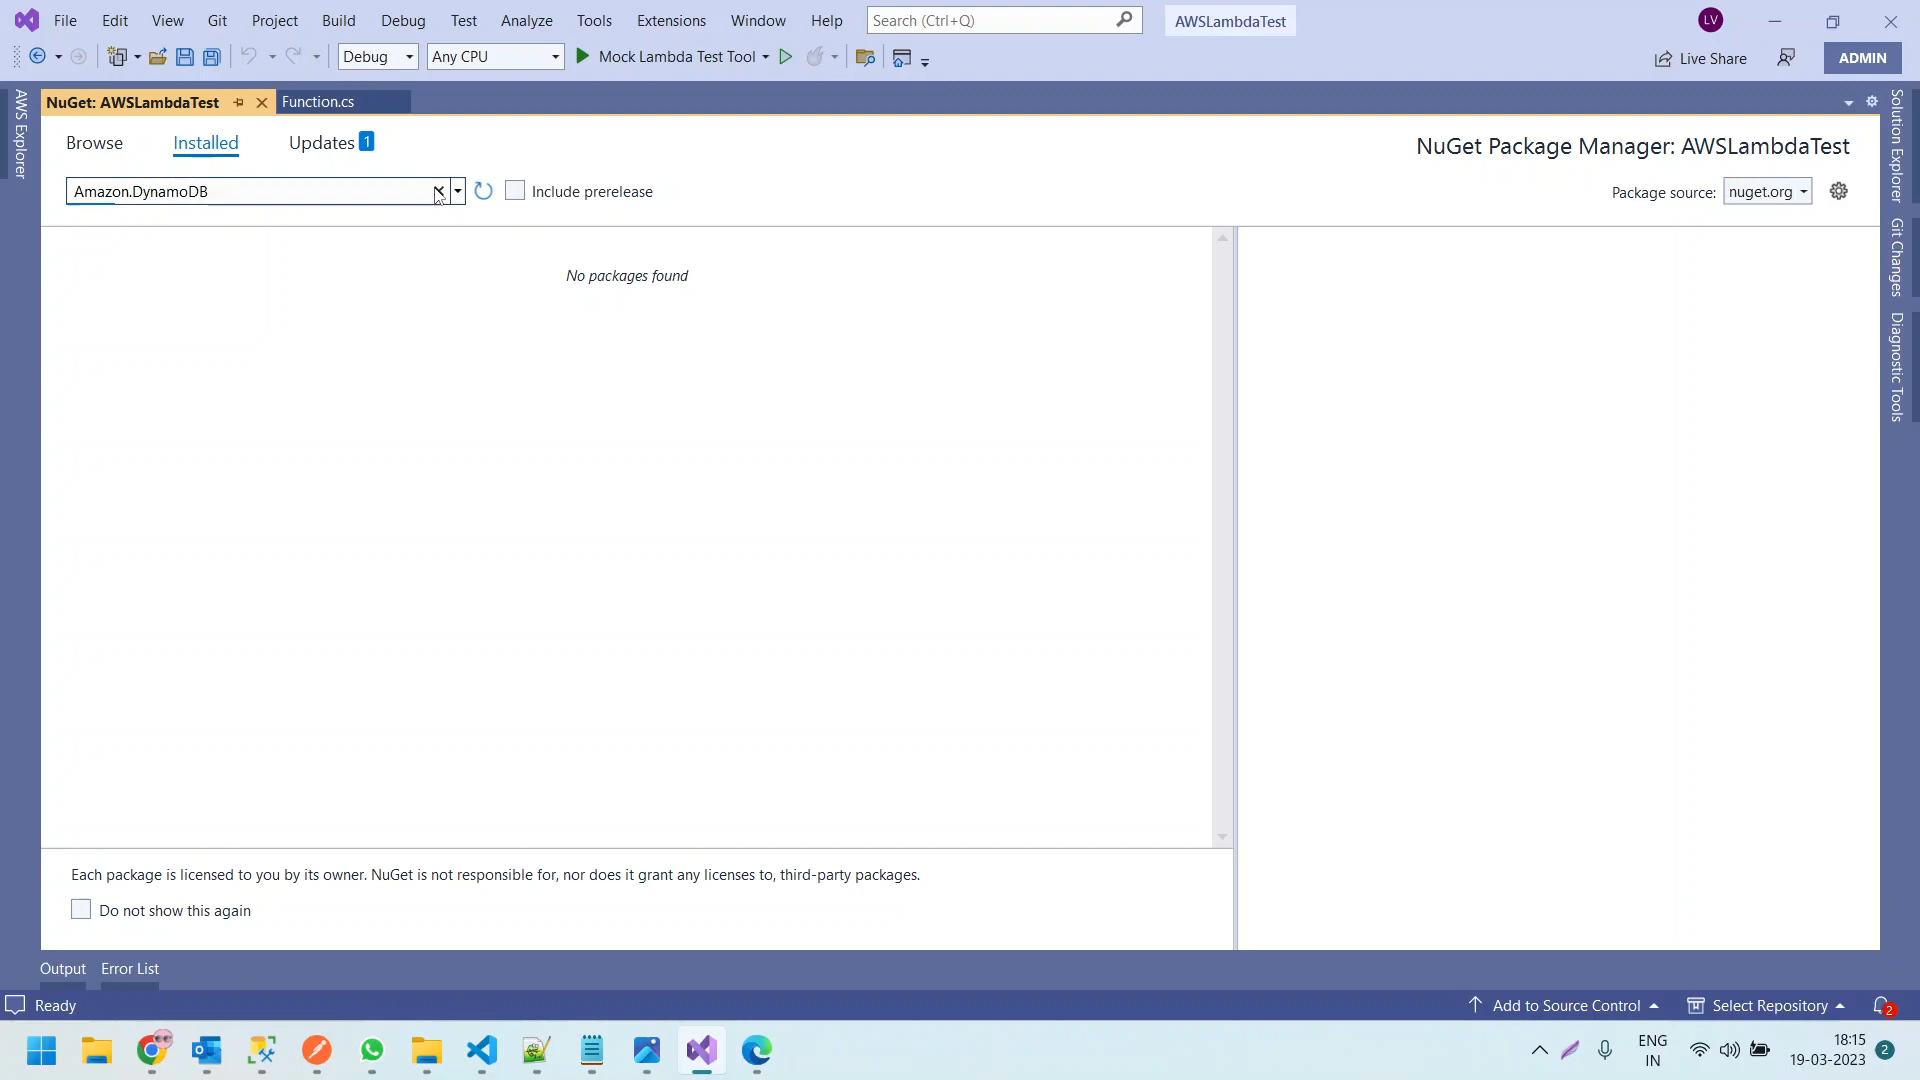 File Edit View Git Project Build Debug Test Analyze Tools Extensions Window Help Search (Ctrl+Q) AWSLambdaTest LV
Debug Any CPU Mock Lambda Test Tool Live Share ADMIN
NuGet: AWSLambdaTest Function.cs
AWS Explorer
Browse Installed Updates 1
NuGet Package Manager: AWSLambdaTest
Amazon.DynamoDB Include prerelease Package source: nuget.org
No packages found
Solution Explorer
Git Changes
Diagnostic Tools
Each package is licensed to you by its owner. NuGet is not responsible for, nor does it grant any licenses to, third-party packages.
Do not show this again
Output Error List
Ready Add to Source Control Select Repository 2
ENG 18:15
IN 19-03-2023 2